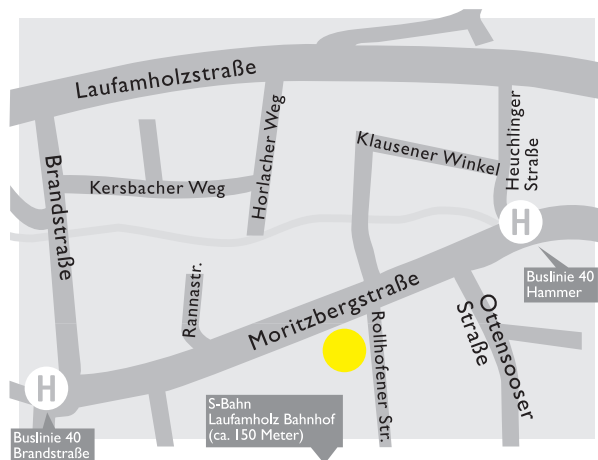 Laufamholzstraße
Brandstraße
Kersbacher Weg
Horlacher Weg
Klausener Winkel
Heuchlinger
Straße
H
Buslinie 40
Hammer
Rannastr.
Moritzbergstraße
Rollhofener Str.
Ottensooser
Straße
H
Buslinie 40
Brandstraße
S-Bahn
Laufamholz Bahnhof
(ca. 150 Meter)